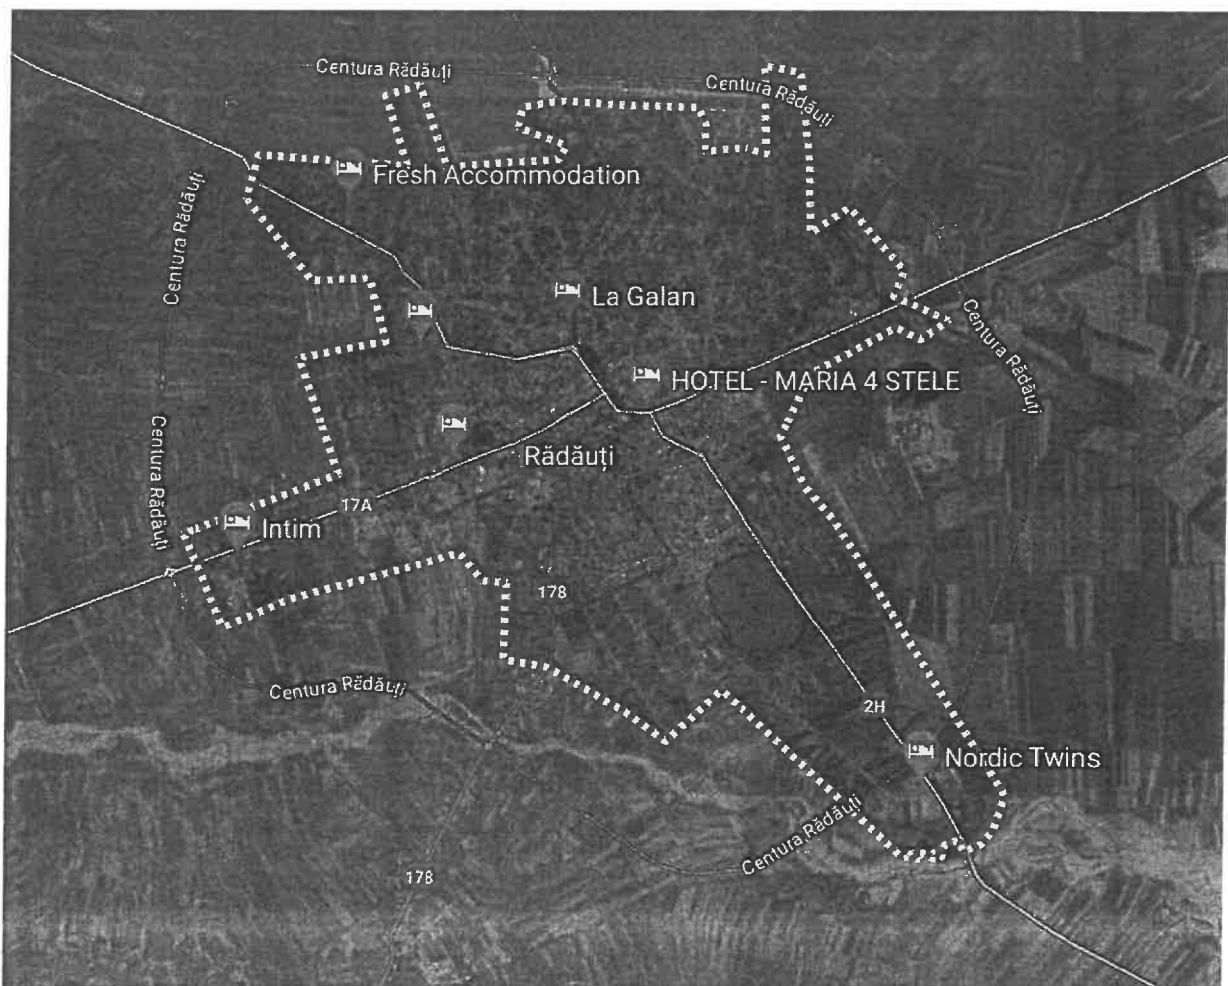 Centura Rădăuți
Centura Rădăuți
Fresh Accommodation
Centura Rădăuți
La Galan
Centura Rădăuți
HOTEL - MARIA 4 STELE
Centura Rădăuți
Rădăuți
17A
Intim
178
Centura Rădăuți
2H
Nordic Twins
Centura Rădăuți
178